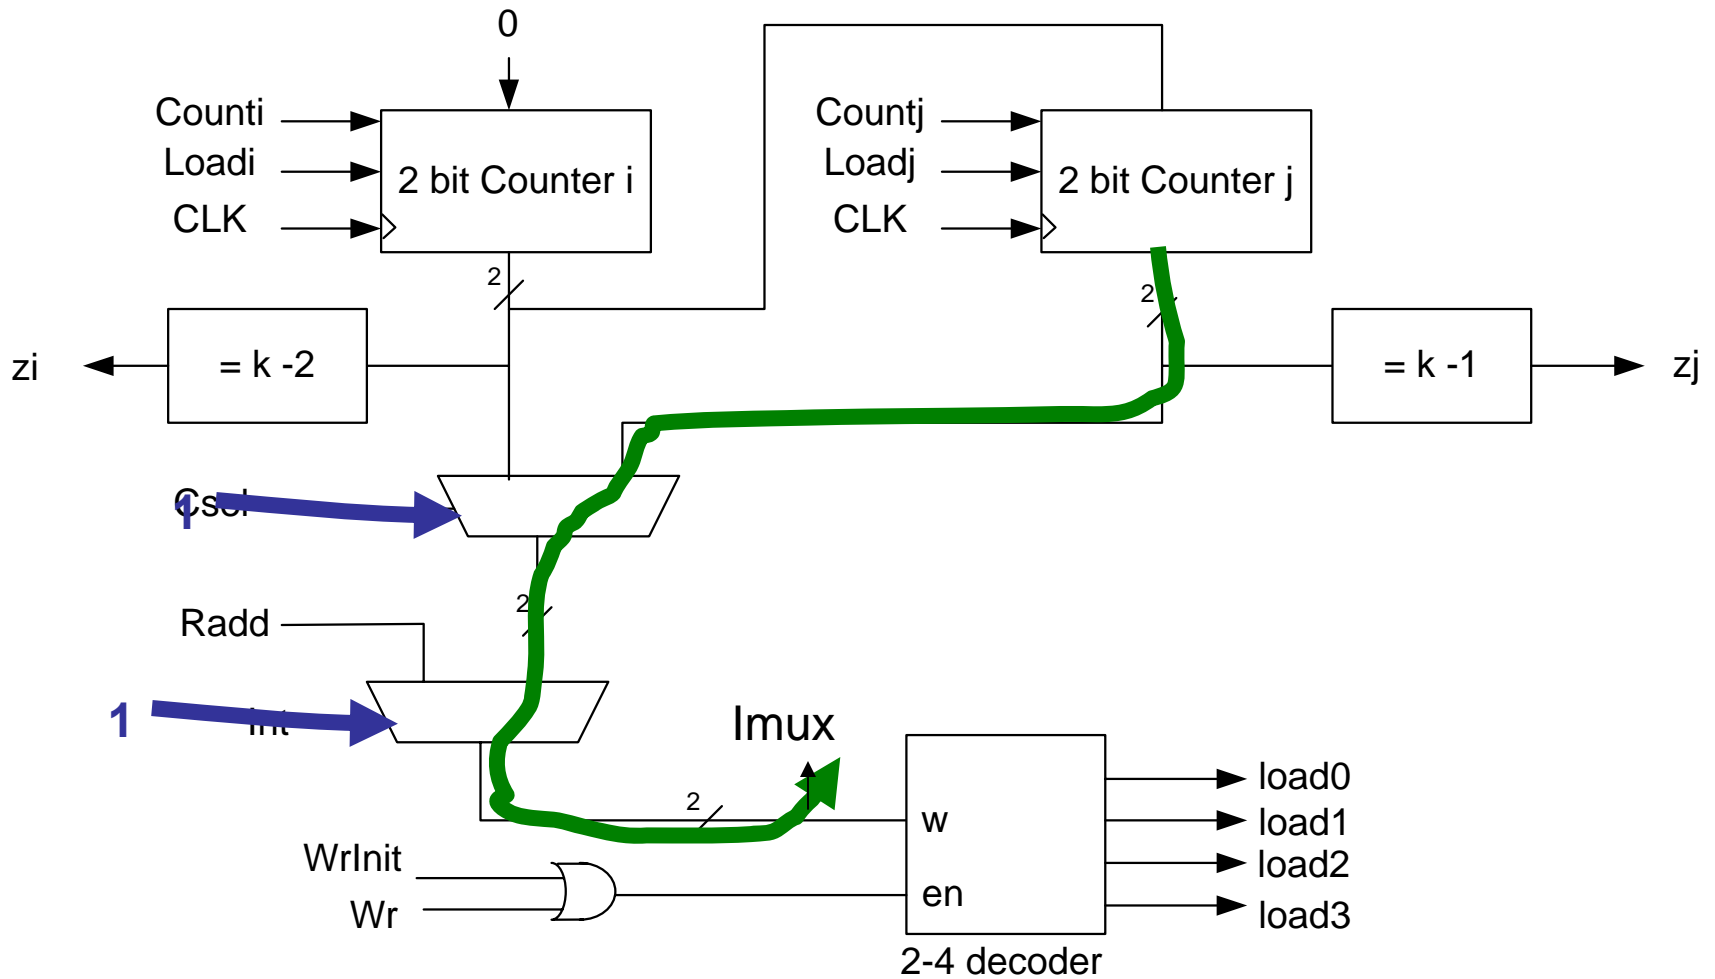 0
Counti
Loadi
CLK
2 bit Counter i
Countj
Loadj
CLK
2 bit Counter j
2
2
zi
= k -2
= k -1
zj
1
2
Radd
1
Imux
2
w
en
load0
load1
load2
load3
WrInit
Wr
2-4 decoder